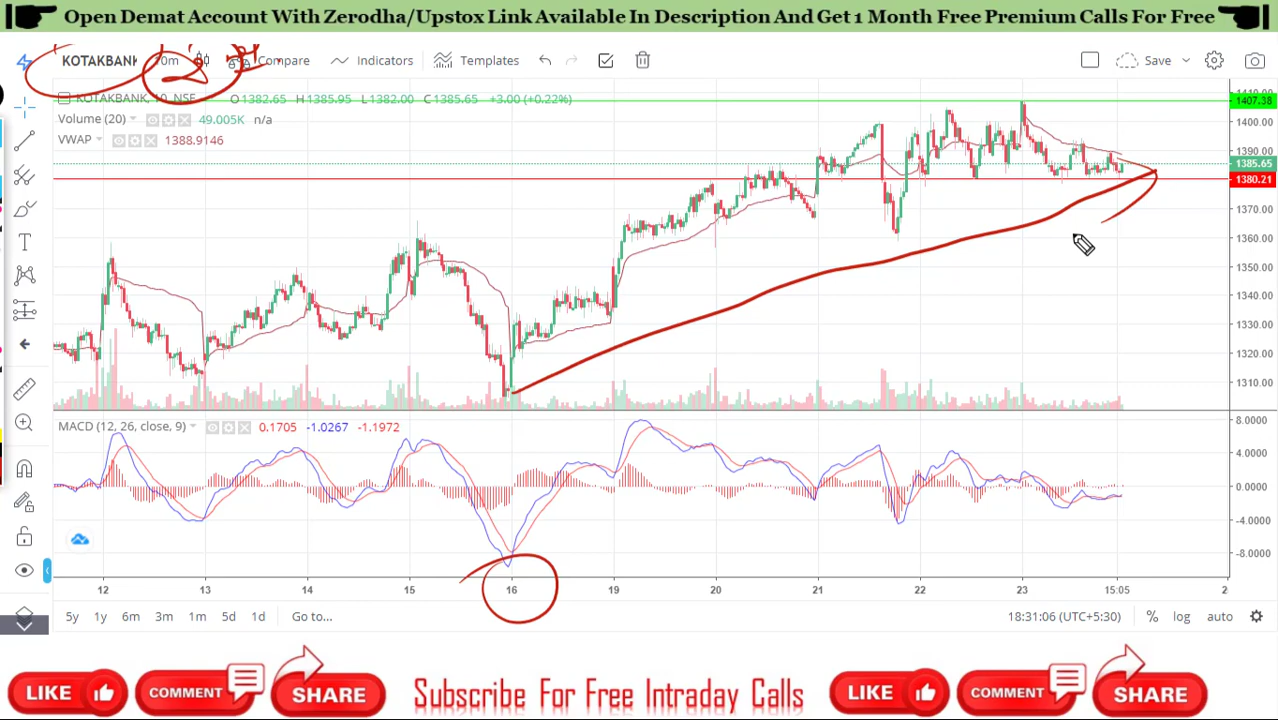 Open Demat Account With Zerodha/Upstox Link Available In Description And Get 1 Month Free Premium Calls For Free
KOTAKBANK Compare Indicators Templates Save
KOTAKBANK, 10, NSE O1382.65 H1385.95 L1382.00 C1385.65 +3.00 (+0.22%)
Volume (20) 49.005K n/a
VWAP 1388.9146
1407.38
1400.00
1390.00
1385.65
1380.21
1370.00
1360.00
1350.00
1340.00
1330.00
1320.00
1310.00
MACD (12, 26, close, 9) 0.1705 -1.0267 -1.1972
8.0000
4.0000
0.0000
-4.0000
-8.0000
12 13 14 15 16 19 20 21 22 23 15:05 2
5y 1y 6m 3m 1m 5d 1d Go to... 18:31:06 (UTC+5:30) % log auto
LIKE COMMENT SHARE Subscribe For Free Intraday Calls LIKE COMMENT SHARE